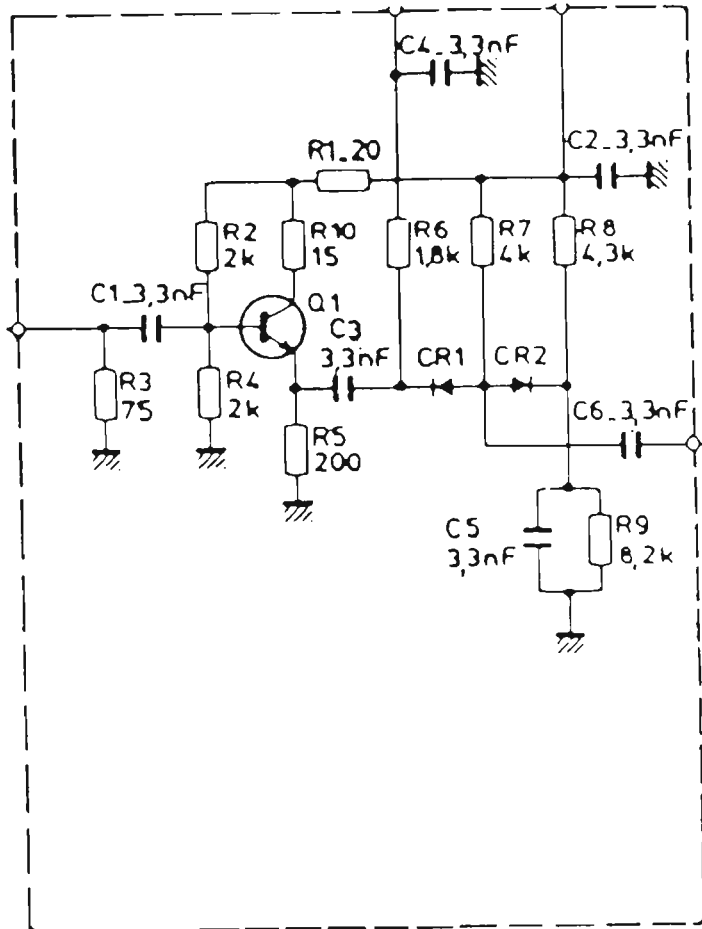 C4_3,3nF
C2_3,3nF
R1_20
R2
2k
R10
15
R6
1,8k
R7
4k
R8
4,3k
C1_3,3nF
Q1
C3
3,3nF
CR1
CR2
R3
75
R4
2k
C6_3,3nF
R5
200
C5
3,3nF
R9
8,2k